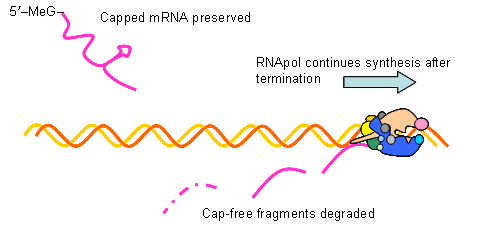 5′–MeG–
Capped mRNA preserved
RNApol continues synthesis after
termination
Cap-free fragments degraded